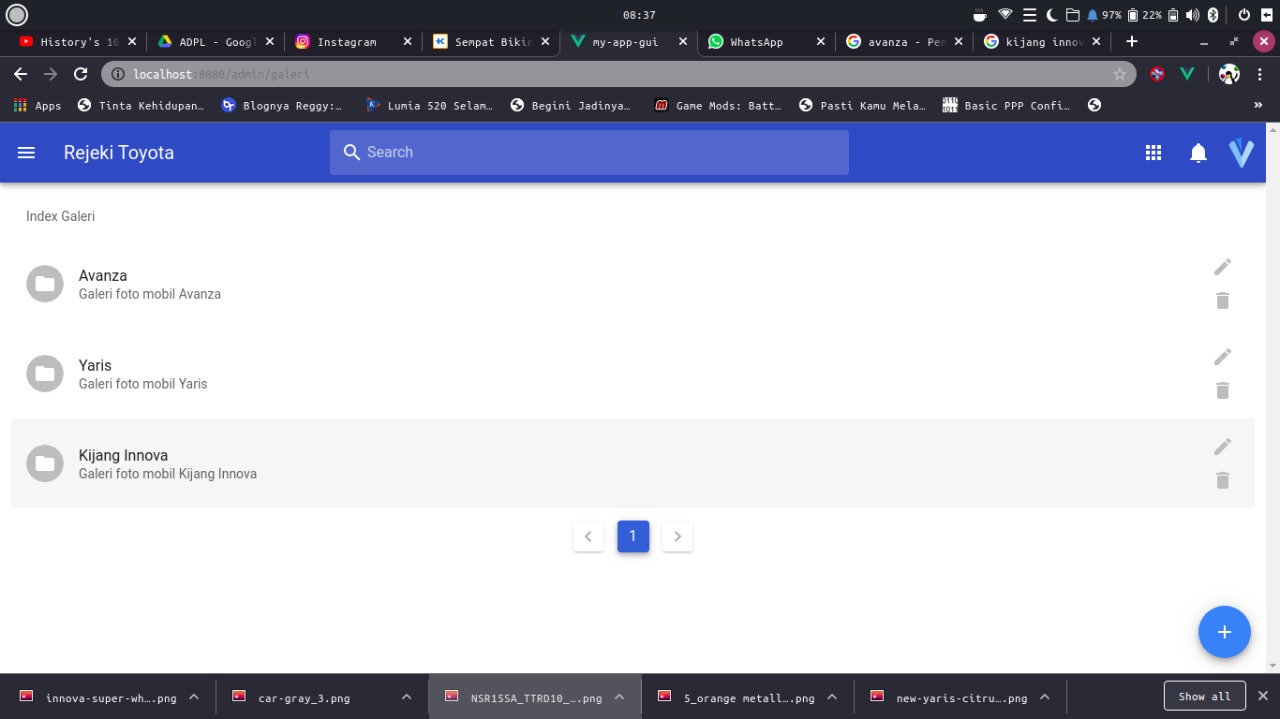 08:37
97% 22%
History's 10 ADPL - Googl Instagram Sempat Bikin my-app-gui WhatsApp avanza - Pen kijang innov
localhost:8080/admin/galeri
Apps Tinta Kehidupan… Blognya Reggy:… Lumia 520 Selam… Begini Jadinya… Game Mods: Batt… Pasti Kamu Mela… Basic PPP Confi… »
Rejeki Toyota Search
Index Galeri
Avanza
Galeri foto mobil Avanza
Yaris
Galeri foto mobil Yaris
Kijang Innova
Galeri foto mobil Kijang Innova
1
innova-super-wh….png car-gray_3.png NSR15SA_TTRD10_….png 5_orange metall….png new-yaris-citru….png Show all